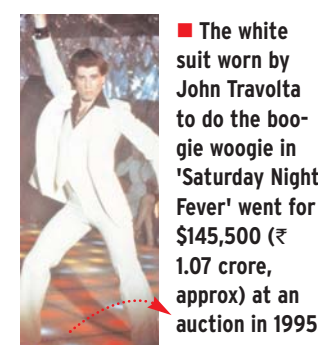 ■ The white
suit worn by
John Travolta
to do the boo-
gie woogie in
'Saturday Night
Fever' went for
$145,500 (₹
1.07 crore,
approx) at an
auction in 1995